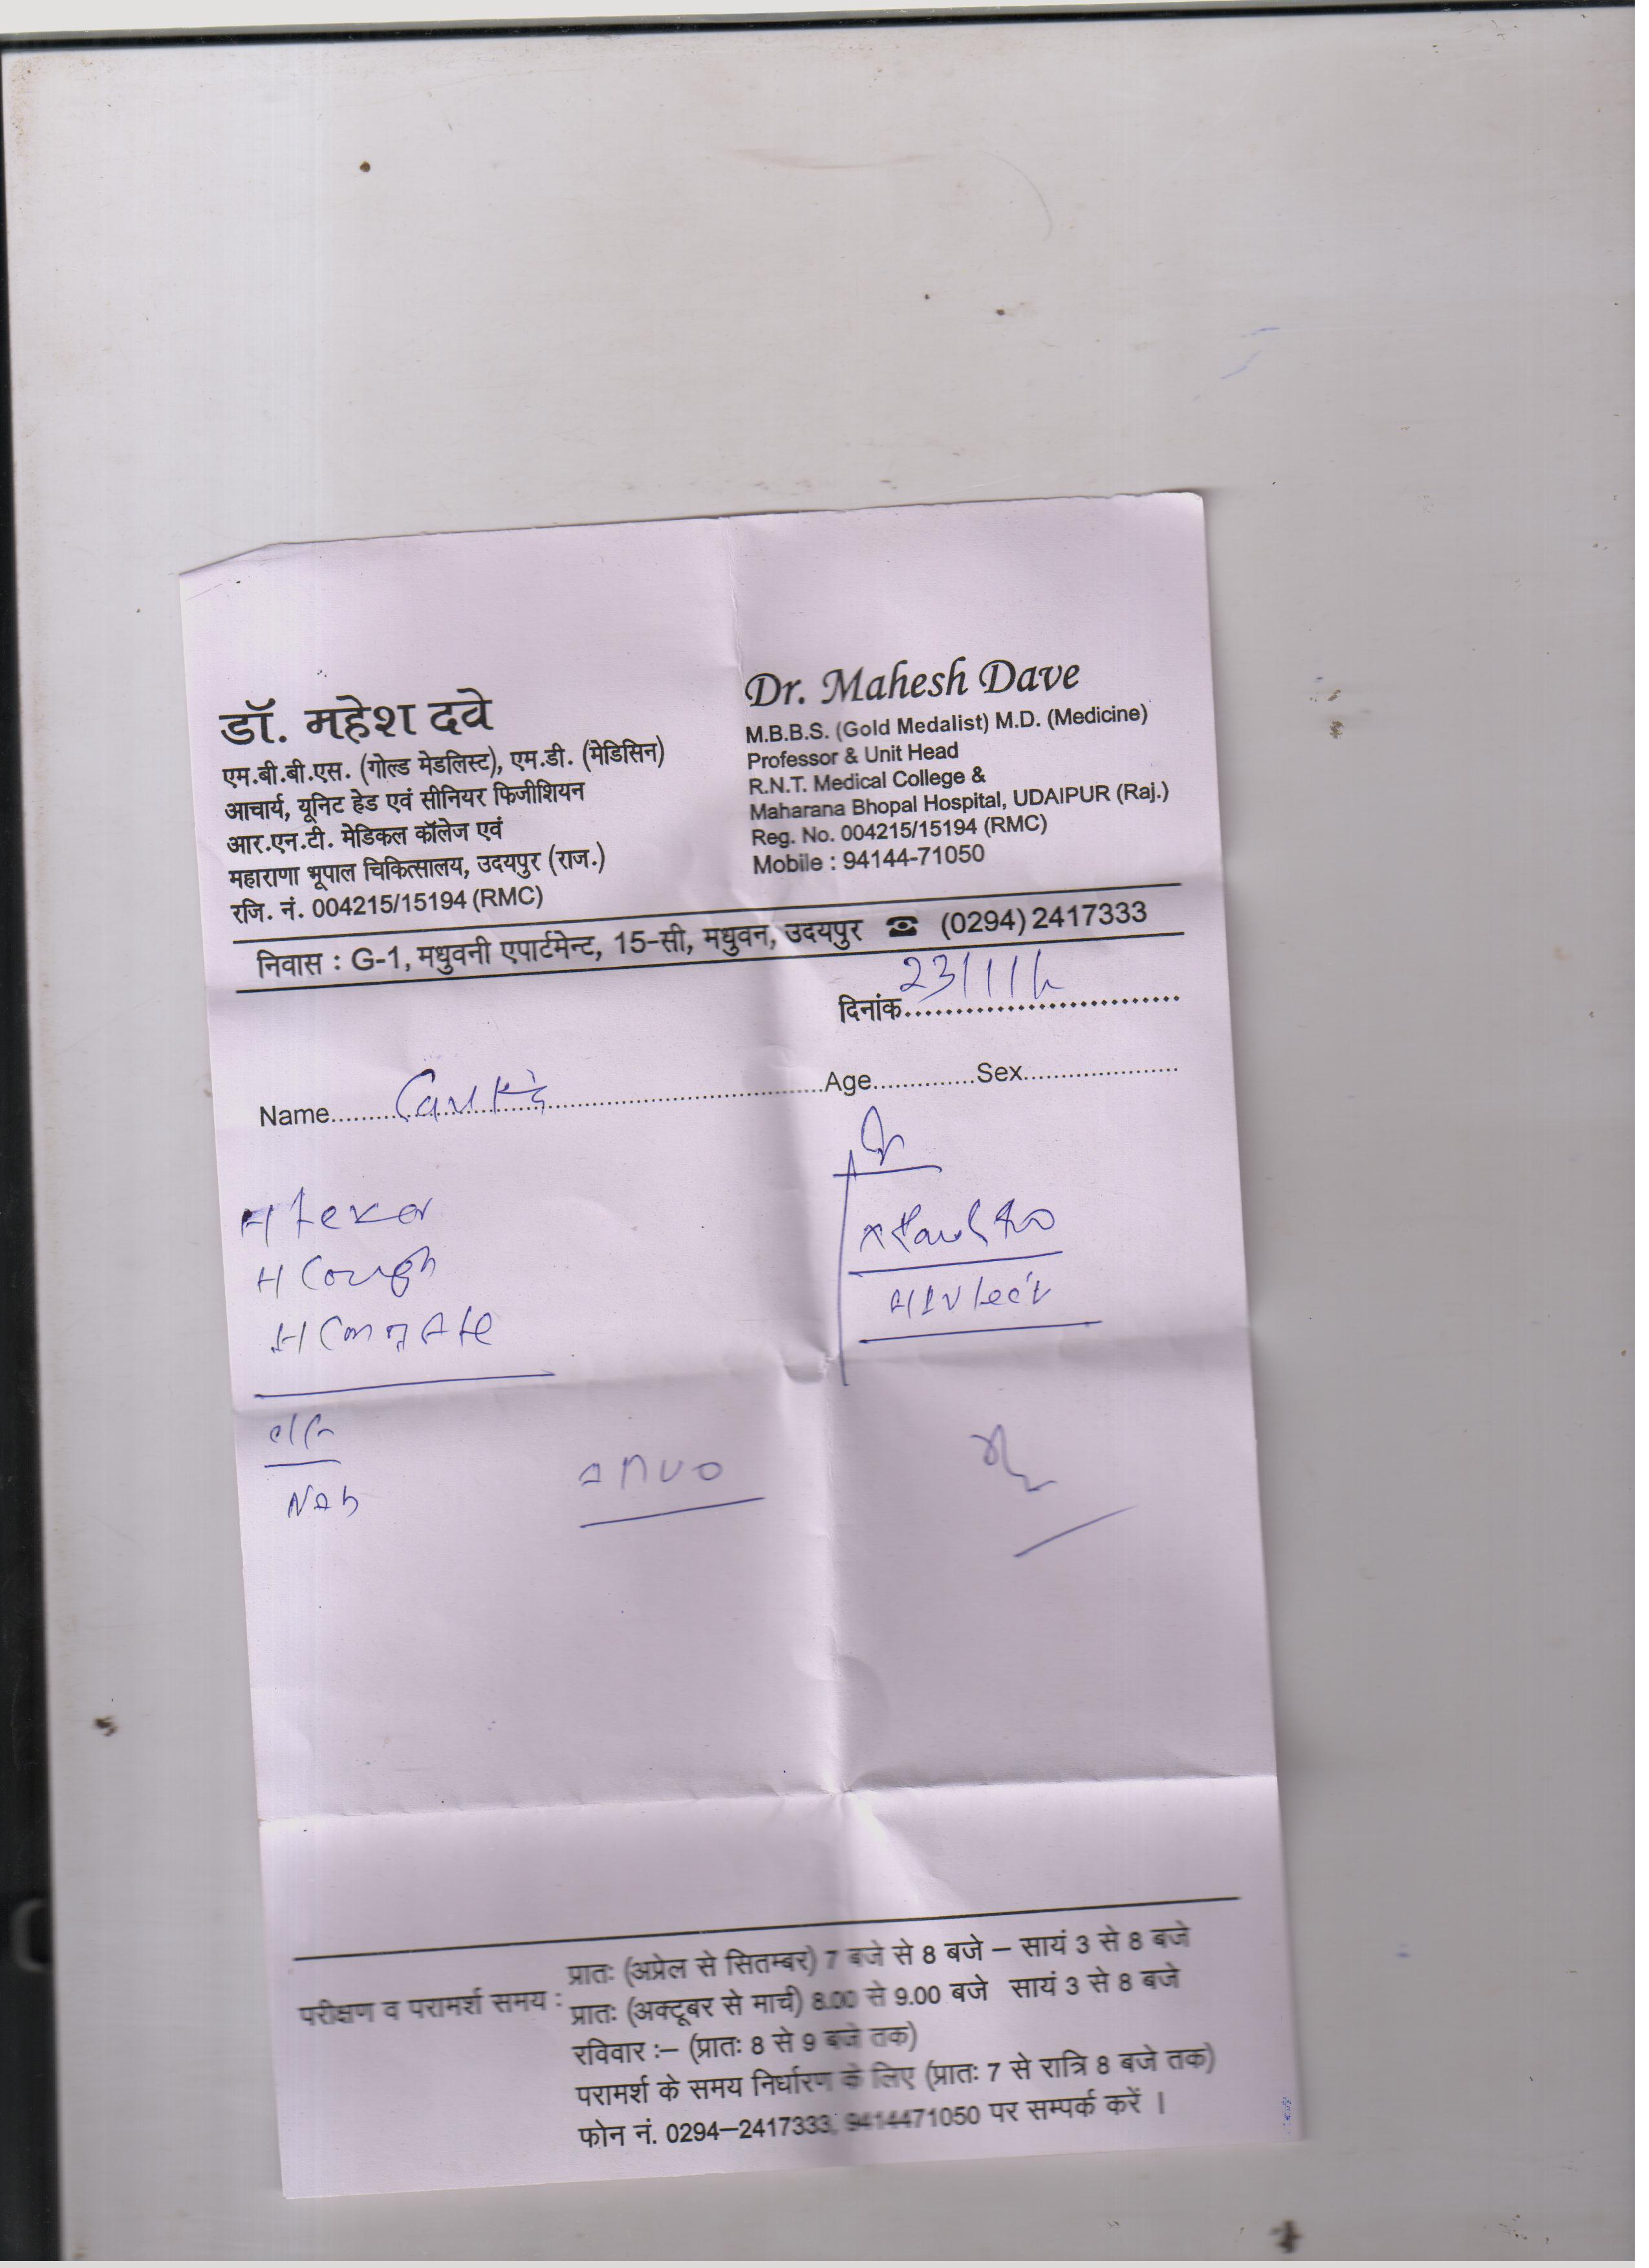 डॉ. महेश दवे
एम.बी.बी.एस. (गोल्ड मेडलिस्ट), एम.डी. (मेडिसिन)
आचार्य, यूनिट हेड एवं सीनियर फिजीशियन
आर.एन.टी. मेडिकल कॉलेज एवं
महाराणा भूपाल चिकित्सालय, उदयपुर (राज.)
रजि. नं. 004215/15194 (RMC)
Dr. Mahesh Dave
M.B.B.S. (Gold Medalist) M.D. (Medicine)
Professor & Unit Head
R.N.T. Medical College &
Maharana Bhopal Hospital, UDAIPUR (Raj.)
Reg. No. 004215/15194 (RMC)
Mobile : 94144-71050
निवास : G-1, मधुवनी एपार्टमेन्ट, 15-सी, मधुवन, उदयपुर ☎ (0294) 2417333
दिनांक
Name Age Sex
H fever
H Cough
परीक्षण व परामर्श समय :
प्रातः (अप्रेल से सितम्बर) 7 बजे से 8 बजे – सायं 3 से 8 बजे
प्रातः (अक्टूबर से मार्च) 8.00 से 9.00 बजे सायं 3 से 8 बजे
रविवार :– (प्रातः 8 से 9 बजे तक)
परामर्श के समय निर्धारण के लिए (प्रातः 7 से रात्रि 8 बजे तक)
फोन नं. 0294–2417333, 9414471050 पर सम्पर्क करें ।